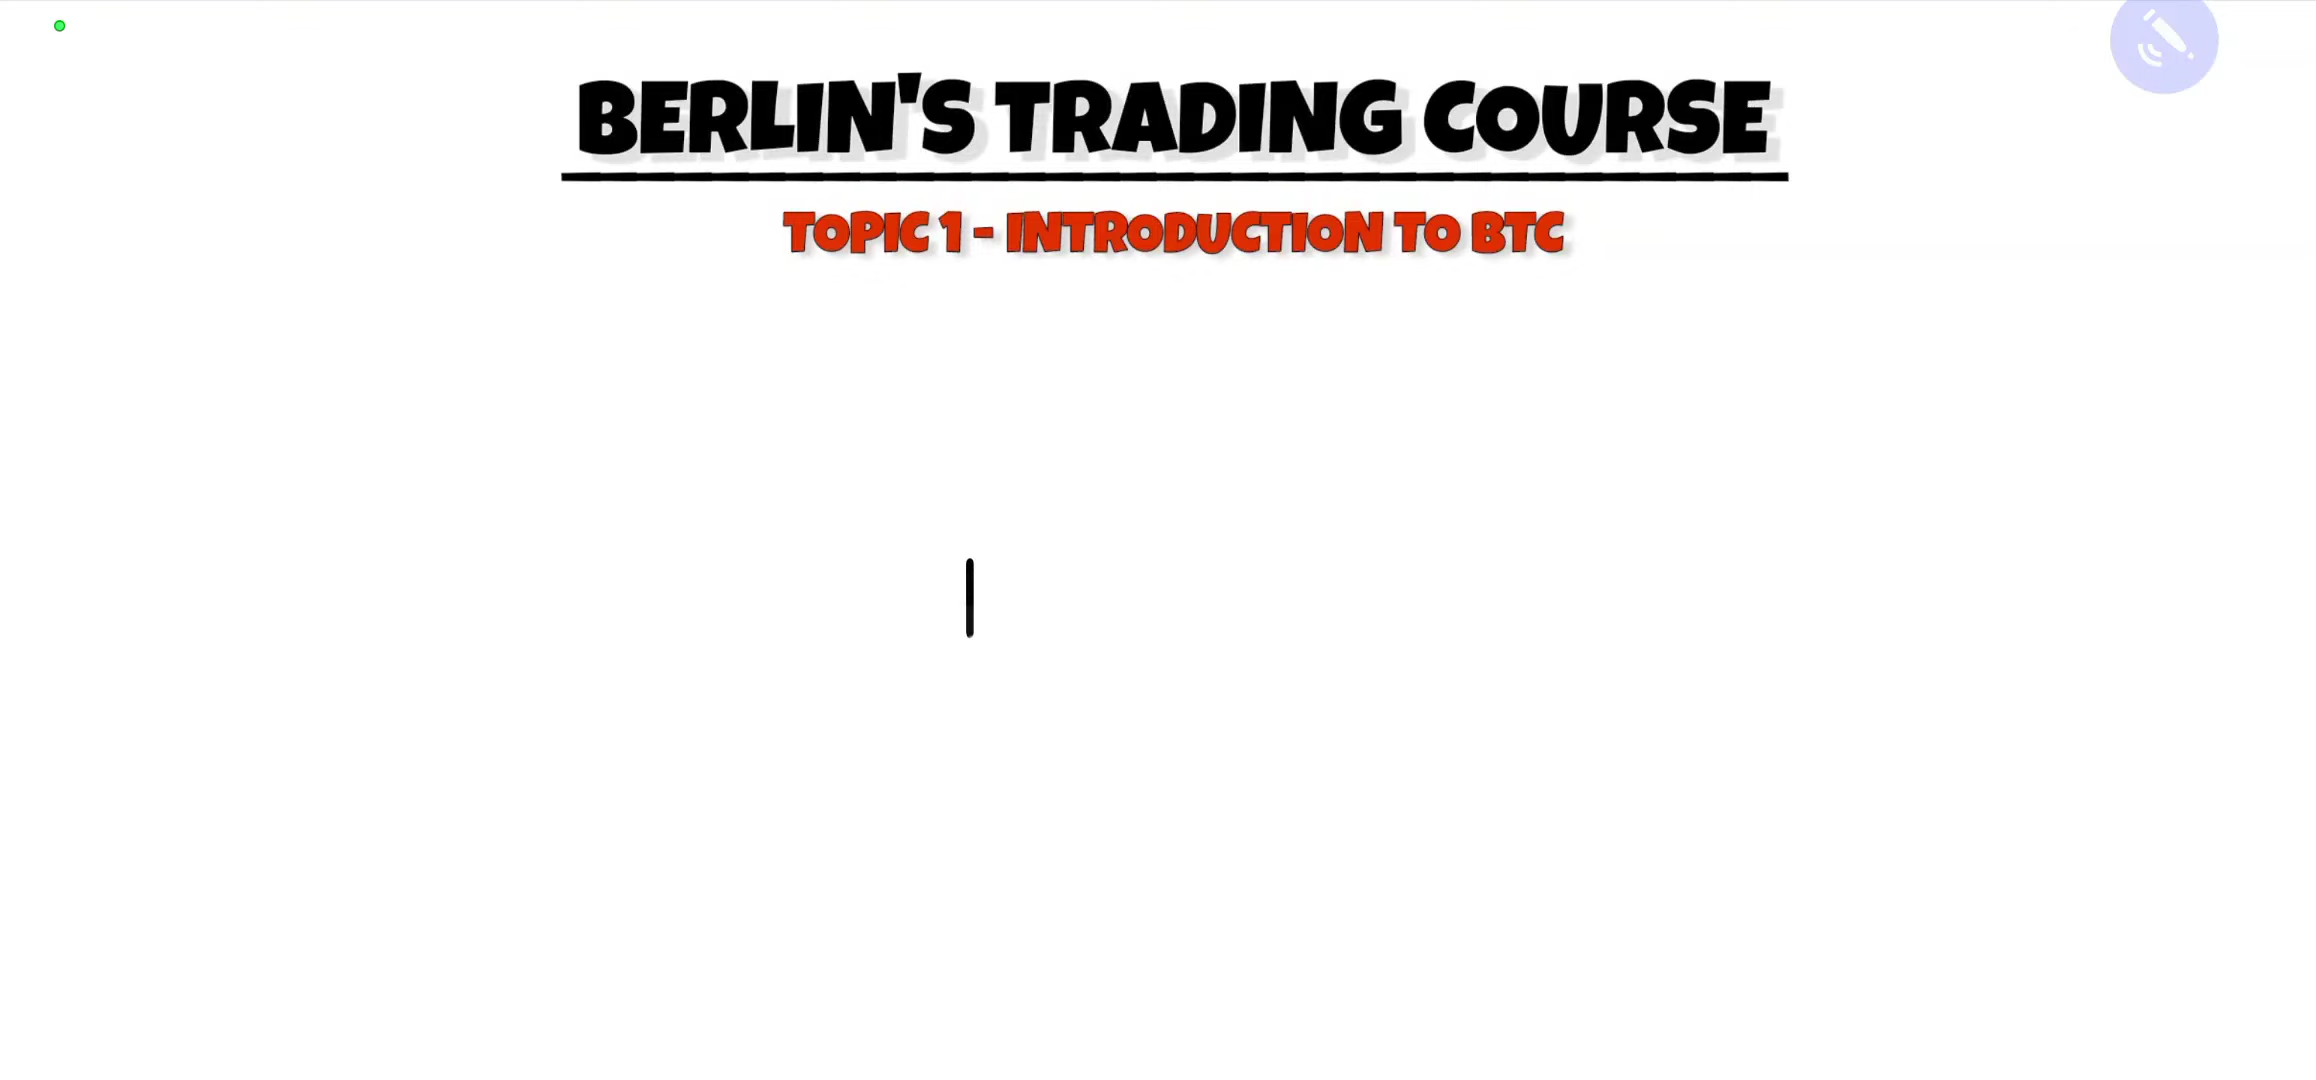 BERLIN'S TRADING COURSE
TOPIC 1 - INTRODUCTION TO BTC